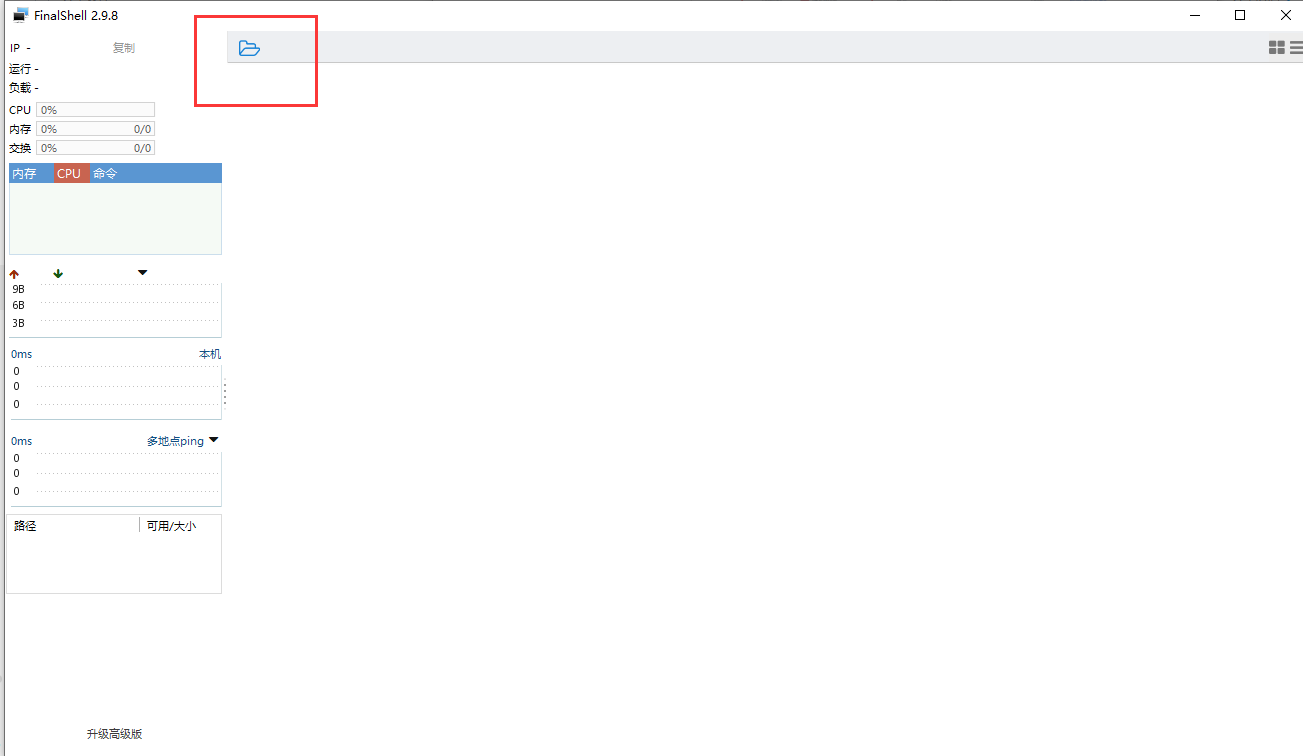 FinalShell 2.9.8
IP - 复制
运行 -
负载 -
CPU 0%
内存 0% 0/0
交换 0% 0/0
内存 CPU 命令
9B
6B
3B
0ms 本机
0
0
0
0ms 多地点ping
0
0
0
路径 可用/大小
升级高级版